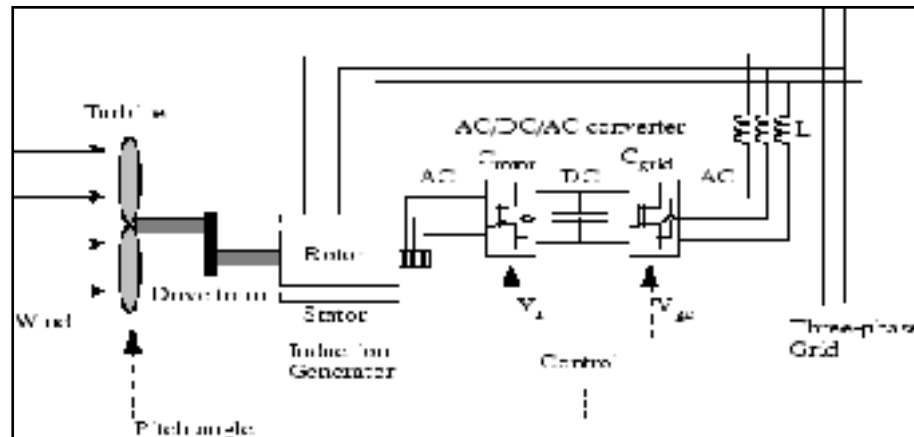 Turbine
AC/DC/AC converter
L
C rotor
C grid
AC
DC
AC
Rotor
Drive train
Wind
Stator
Induction
Generator
Control
Three-phase
Grid
Pitch angle